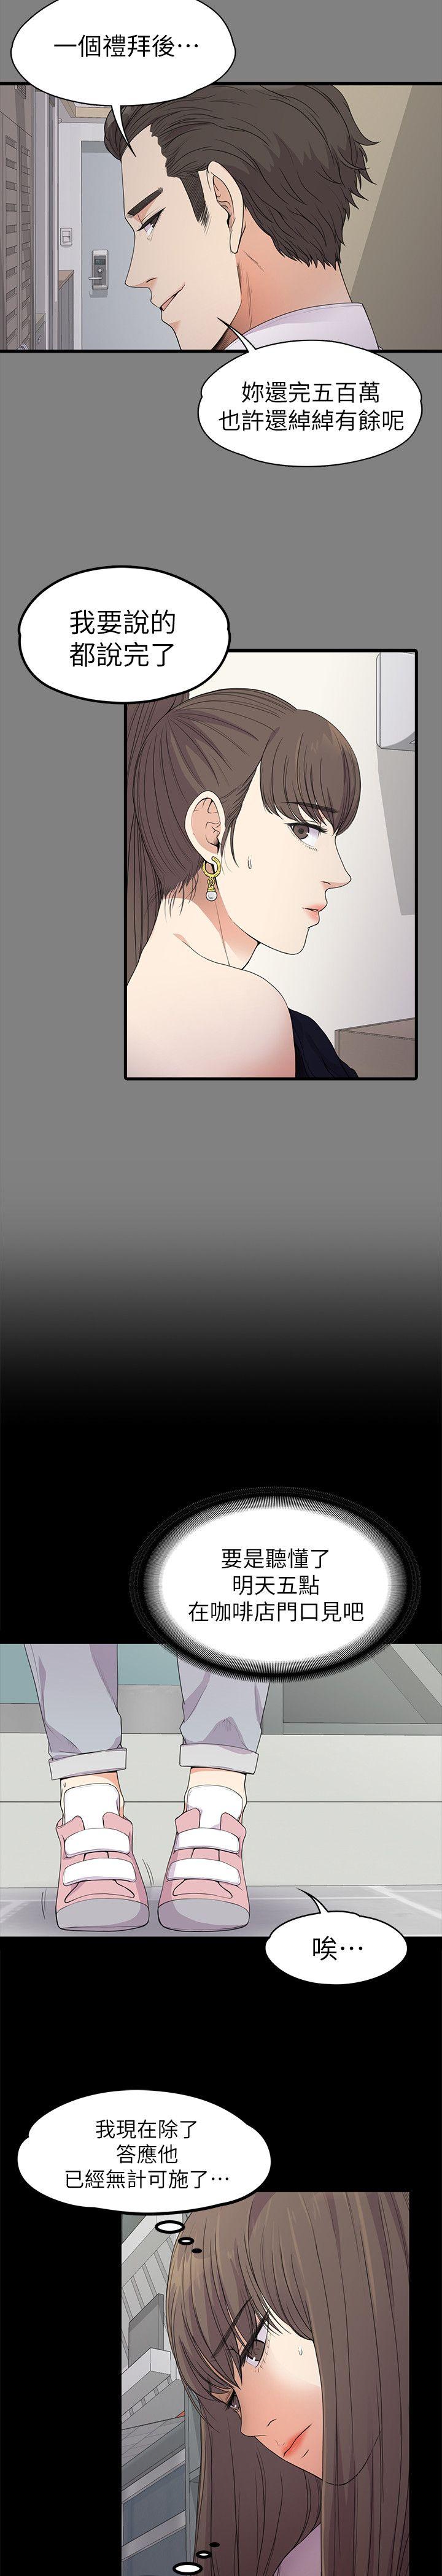 一個禮拜後⋯
妳還完五百萬
也許還綽綽有餘呢
我要說的
都說完了
要是聽懂了
明天五點
在咖啡店門口見吧
唉⋯
我現在除了
答應他
已經無計可施了⋯